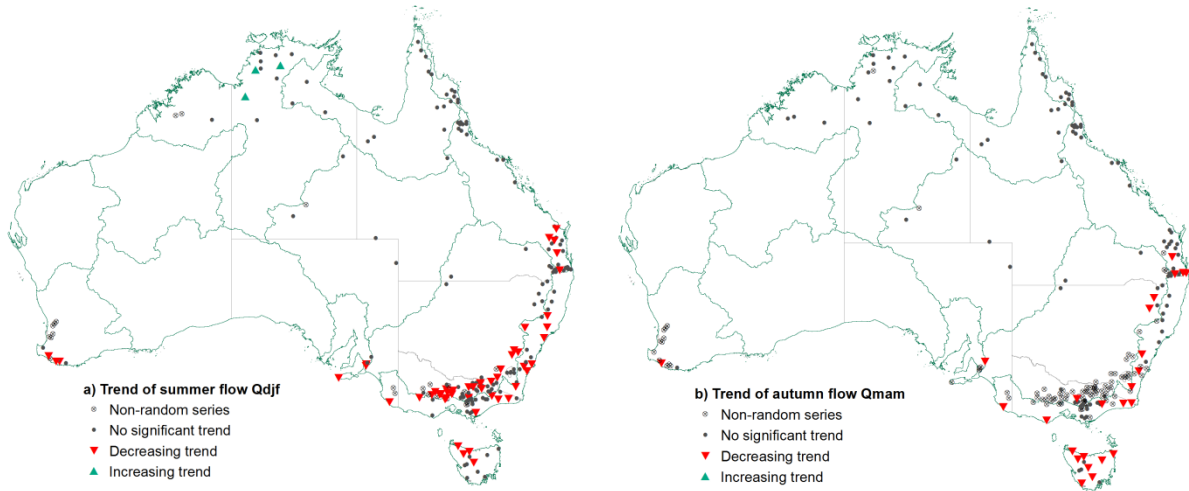 a) Trend of summer flow Qdjf
Non-random series
No significant trend
Decreasing trend
Increasing trend
b) Trend of autumn flow Qmam
Non-random series
No significant trend
Decreasing trend
Increasing trend